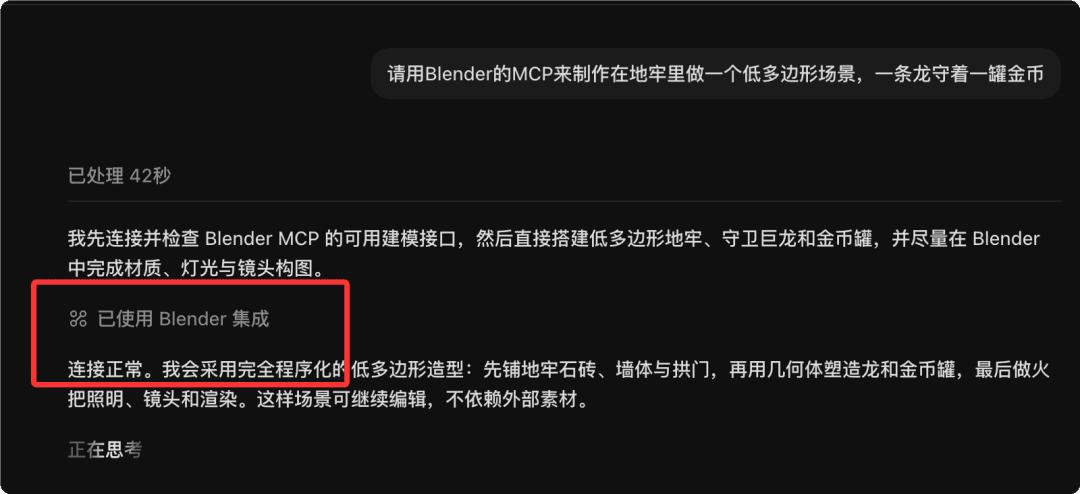 请用Blender的MCP来制作在地牢里做一个低多边形场景，一条龙守着一罐金币
已处理 42秒
我先连接并检查 Blender MCP 的可用建模接口，然后直接搭建低多边形地牢、守卫巨龙和金币罐，并尽量在 Blender
中完成材质、灯光与镜头构图。
已使用 Blender 集成
连接正常。我会采用完全程序化的低多边形造型：先铺地牢石砖、墙体与拱门，再用几何体塑造龙和金币罐，最后做火
把照明、镜头和渲染。这样场景可继续编辑，不依赖外部素材。
正在思考